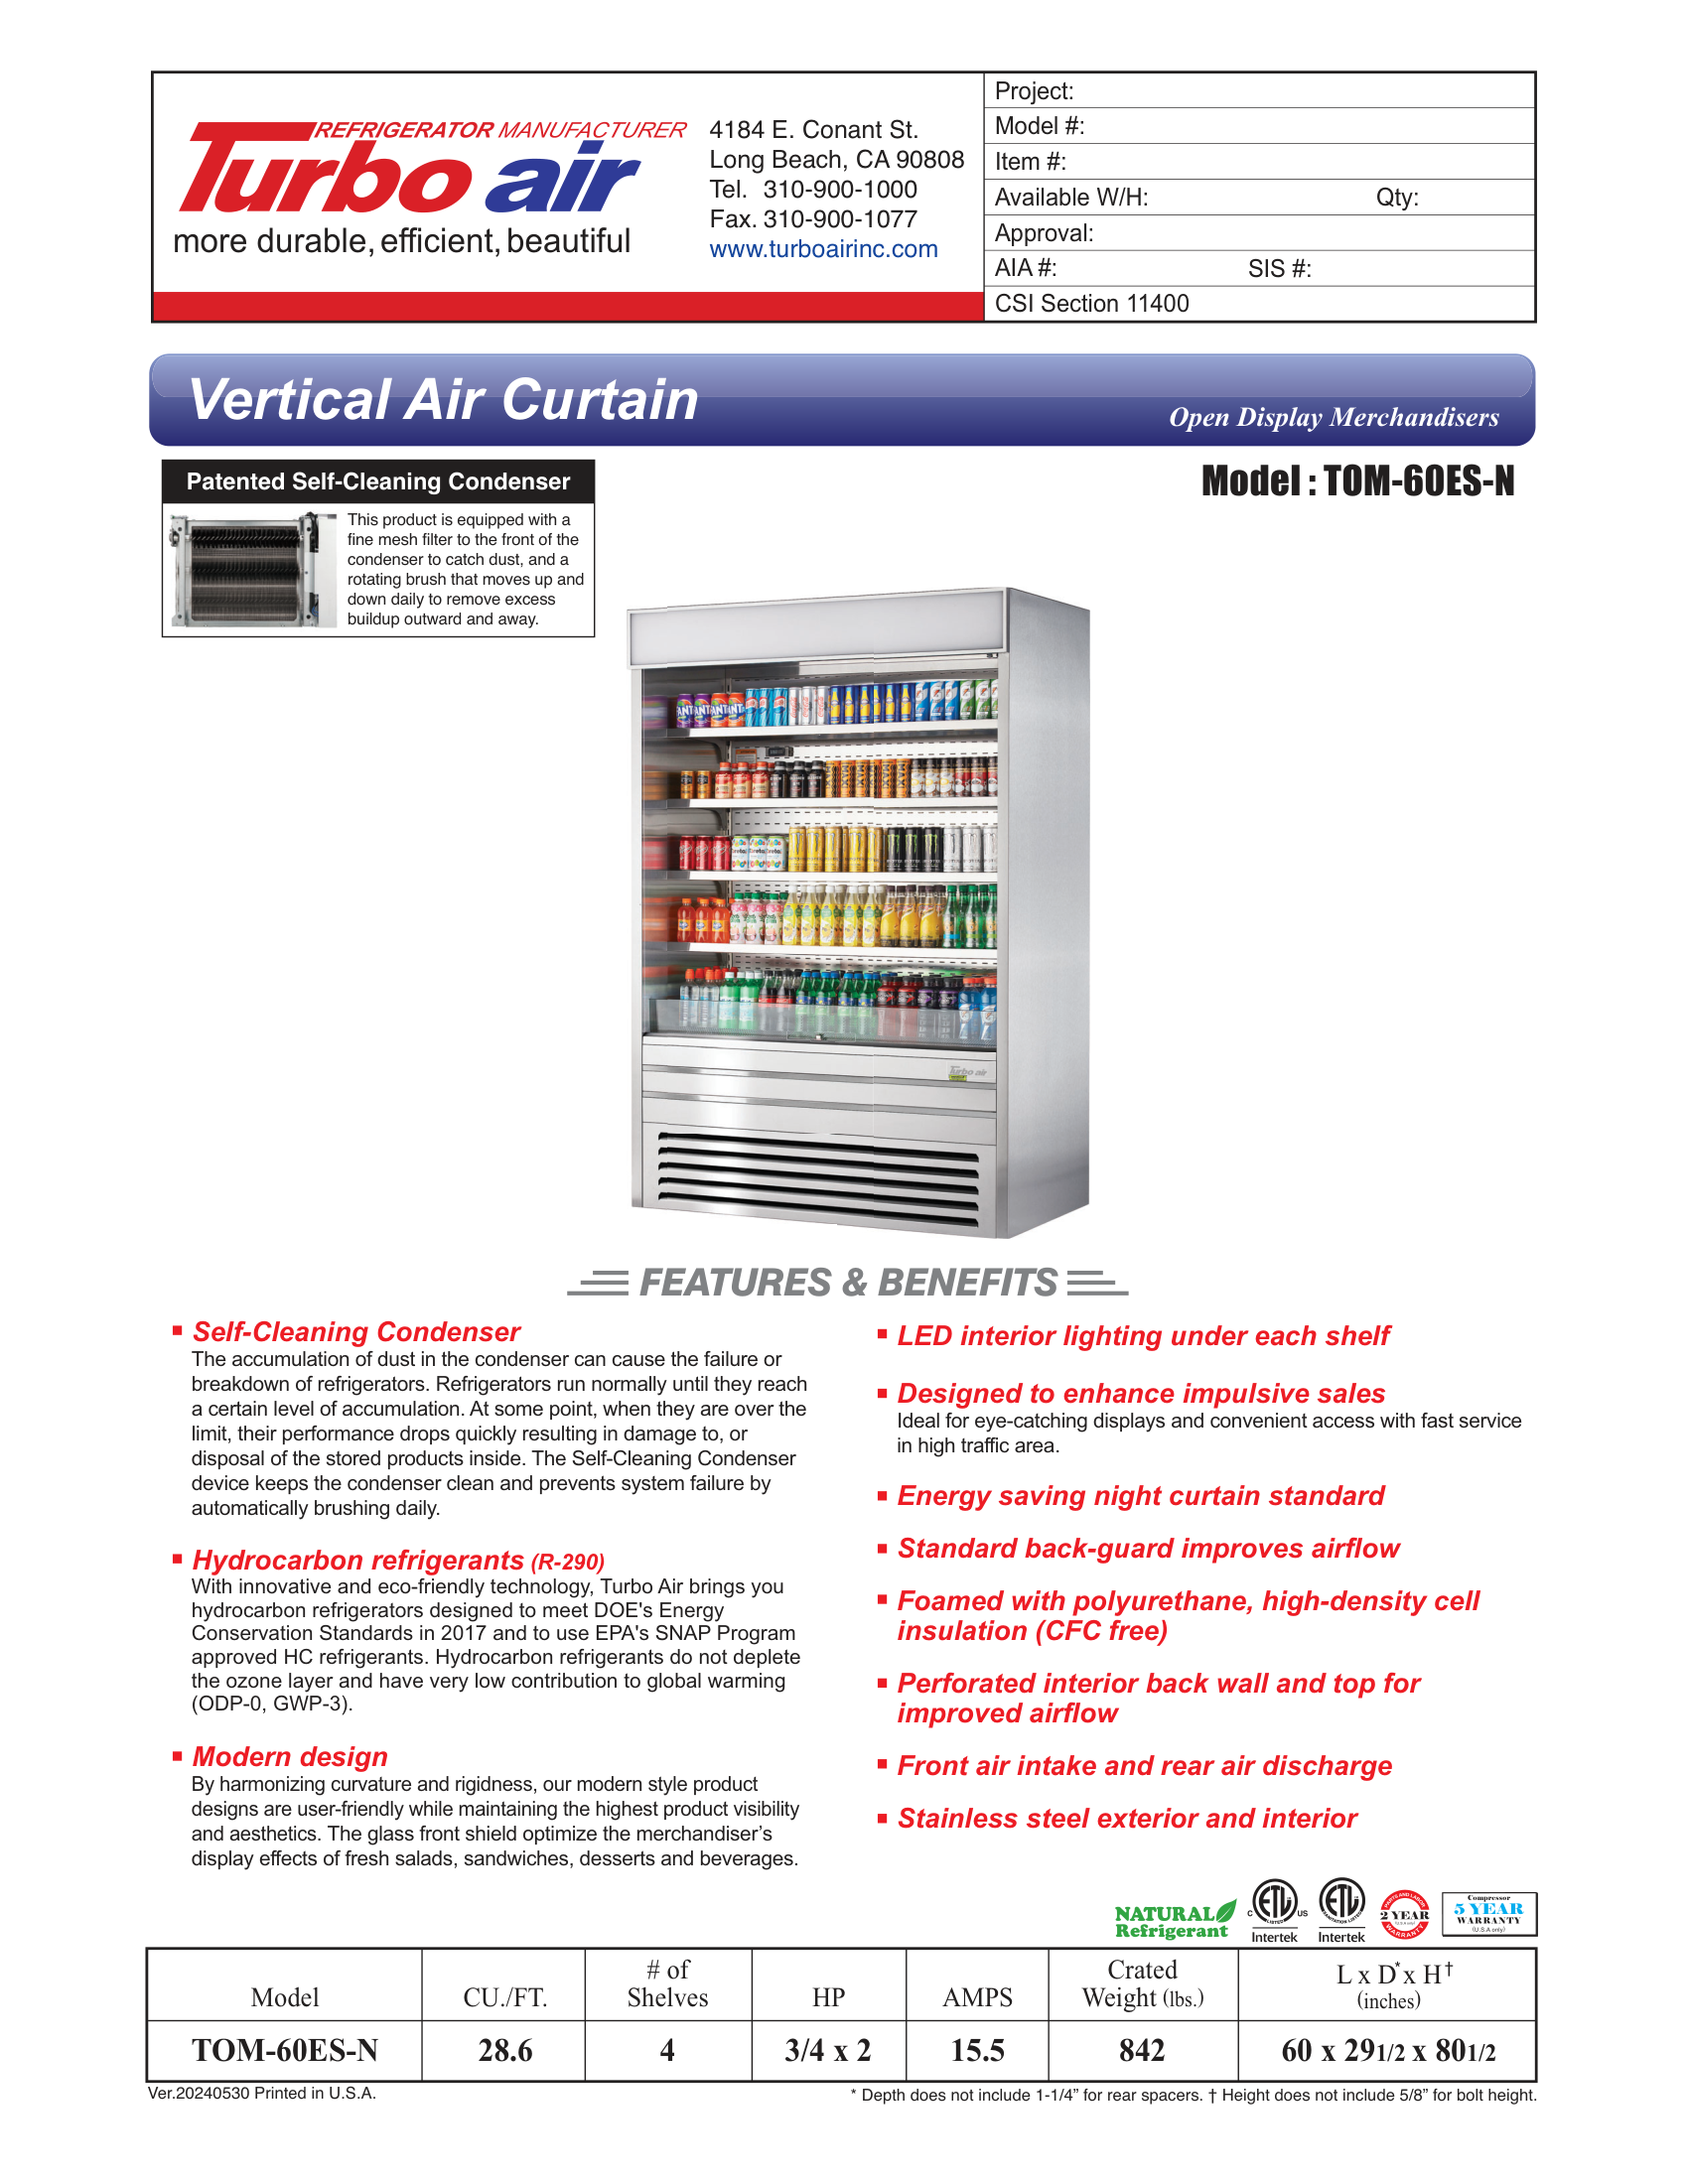 REFRIGERATOR MANUFACTURER
Turbo air
more durable, efficient, beautiful
4184 E. Conant St.
Long Beach, CA 90808
Tel. 310-900-1000
Fax. 310-900-1077
www.turboairinc.com
Project:
Model #:
Item #:
Available W/H: Qty:
Approval:
AIA #: SIS #:
CSI Section 11400
Vertical Air Curtain
Open Display Merchandisers
Patented Self-Cleaning Condenser
This product is equipped with a
fine mesh filter to the front of the
condenser to catch dust, and a
rotating brush that moves up and
down daily to remove excess
buildup outward and away.
Model : TOM-60ES-N
Turbo air
FEATURES & BENEFITS
▪ Self-Cleaning Condenser
The accumulation of dust in the condenser can cause the failure or
breakdown of refrigerators. Refrigerators run normally until they reach
a certain level of accumulation. At some point, when they are over the
limit, their performance drops quickly resulting in damage to, or
disposal of the stored products inside. The Self-Cleaning Condenser
device keeps the condenser clean and prevents system failure by
automatically brushing daily.
▪ Hydrocarbon refrigerants (R-290)
With innovative and eco-friendly technology, Turbo Air brings you
hydrocarbon refrigerators designed to meet DOE's Energy
Conservation Standards in 2017 and to use EPA's SNAP Program
approved HC refrigerants. Hydrocarbon refrigerants do not deplete
the ozone layer and have very low contribution to global warming
(ODP-0, GWP-3).
▪ Modern design
By harmonizing curvature and rigidness, our modern style product
designs are user-friendly while maintaining the highest product visibility
and aesthetics. The glass front shield optimize the merchandiser’s
display effects of fresh salads, sandwiches, desserts and beverages.
▪ LED interior lighting under each shelf
▪ Designed to enhance impulsive sales
Ideal for eye-catching displays and convenient access with fast service
in high traffic area.
▪ Energy saving night curtain standard
▪ Standard back-guard improves airflow
▪ Foamed with polyurethane, high-density cell
insulation (CFC free)
▪ Perforated interior back wall and top for
improved airflow
▪ Front air intake and rear air discharge
▪ Stainless steel exterior and interior
NATURAL
Refrigerant
C ETL US
LISTED
Intertek
ETL
SANITATION LISTED
Intertek
PARTS AND LABOR
2 YEAR
WARRANTY
Compressor
5 YEAR
WARRANTY
(U.S.A only)
Model CU./FT. # of Shelves HP AMPS Crated Weight (lbs.) L x D* x H† (inches)
TOM-60ES-N 28.6 4 3/4 x 2 15.5 842 60 x 291/2 x 801/2
Ver.20240530 Printed in U.S.A.
* Depth does not include 1-1/4” for rear spacers. † Height does not include 5/8” for bolt height.